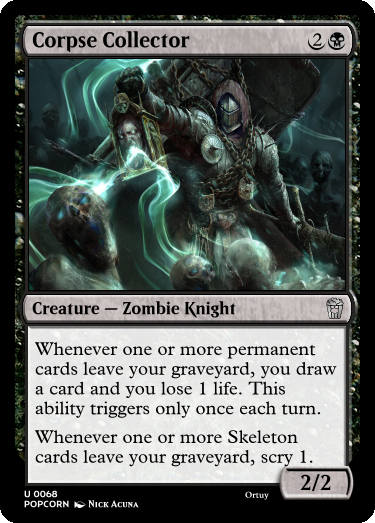 Corpse Collector 2
Creature — Zombie Knight
Whenever one or more permanent
cards leave your graveyard, you draw
a card and you lose 1 life. This
ability triggers only once each turn.
Whenever one or more Skeleton
cards leave your graveyard, scry 1.
2/2
U 0068
POPCORN Nick Acuna
Ortuy